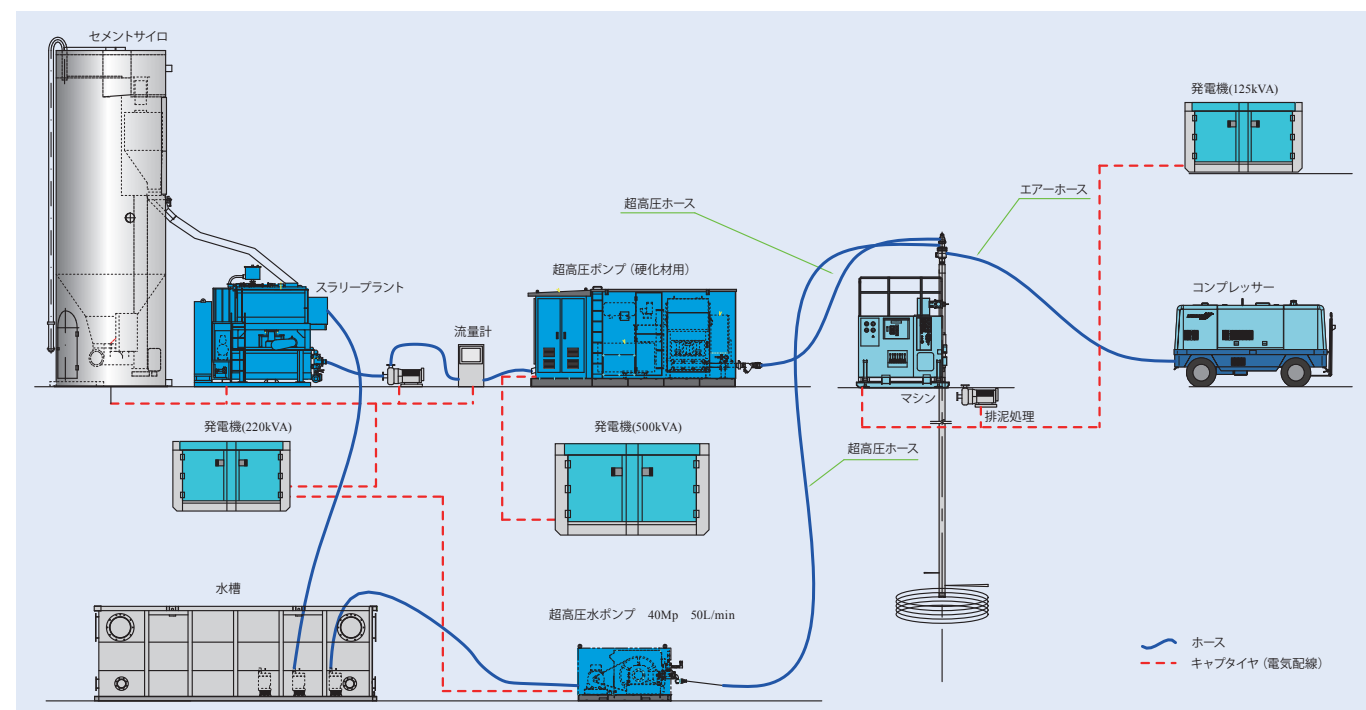 セメントサイロ
発電機(125kVA)
エアーホース
超高圧ホース
超高圧ポンプ（硬化材用）
スラリープラント
コンプレッサー
流量計
マシン
排泥処理
発電機(220kVA)
発電機(500kVA)
超高圧ホース
水槽
超高圧水ポンプ　40Mp　50L/min
ホース
キャプタイヤ（電気配線）